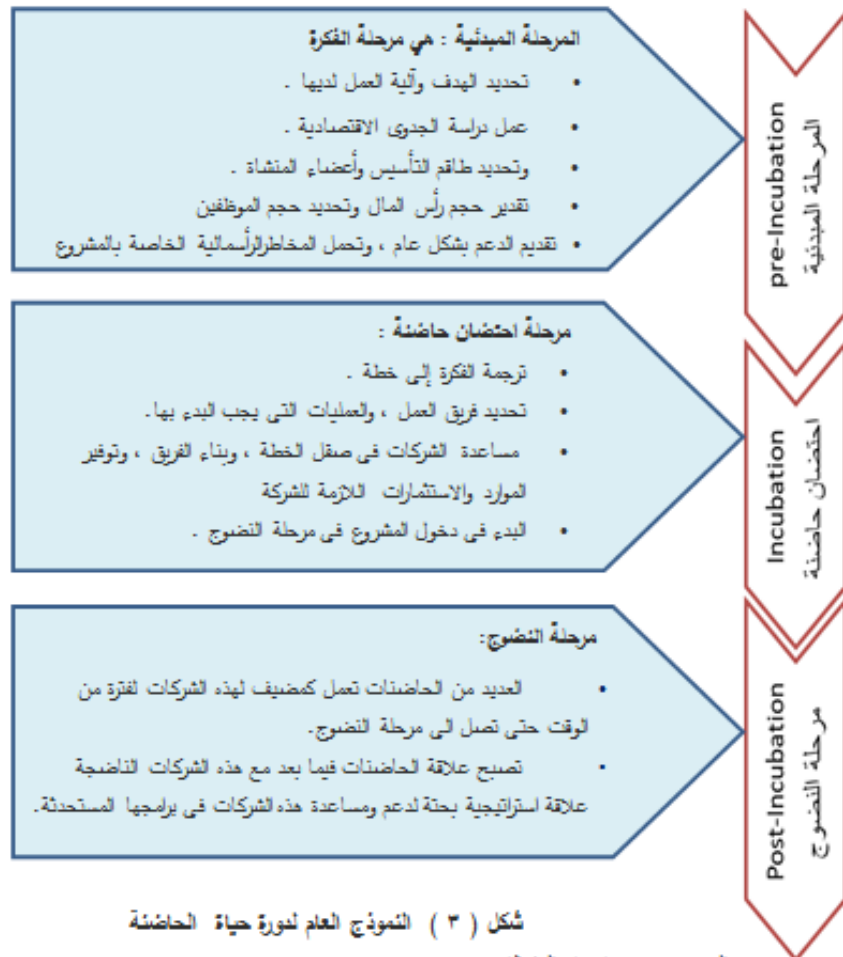 المرحلة المبدئية : هي مرحلة الفكرة
• تحديد الهدف وآلية العمل لديها .
• عمل دراسة الجدوى الاقتصادية .
• وتحديد طاقم التأسيس وأعضاء المنشاة .
• تقدير حجم رأس المال وتحديد حجم الموظفين
• تقديم الدعم بشكل عام ، وتحمل المخاطرالرأسمالية الخاصة بالمشروع
pre-Incubation
المرحلة المبدئية
مرحلة احتضان حاضنة :
• ترجمة الفكرة إلى خطة .
• تحديد فريق العمل ، والعمليات التي يجب البدء بها.
• مساعدة الشركات فى صقل الخطة ، وبناء الفريق ، وتوفير
الموارد والاستثمارات اللازمة للشركة
• البدء فى دخول المشروع فى مرحلة النضوج .
Incubation
احتضان حاضنة
مرحلة النضوج:
• العديد من الحاضنات تعمل كمضيف لهذه الشركات لفترة من
الوقت حتى تصل الى مرحلة النضوج.
• تصبح علاقة الحاضنات فيما بعد مع هذه الشركات الناضجة
علاقة استراتيجية بحتة لدعم ومساعدة هذه الشركات فى برامجها المستحدثة.
Post-Incubation
مرحلة النضوج
شكل ( ٣ ) النموذج العام لدورة حياة الحاضنة